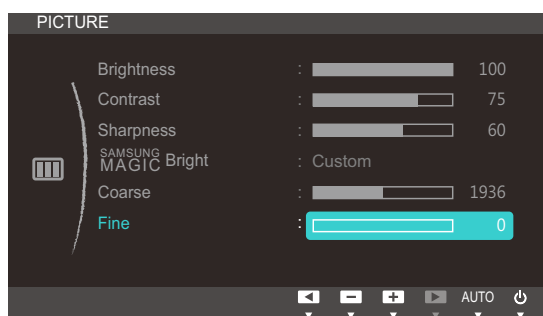 PICTURE
Brightness : 100
Contrast : 75
Sharpness : 60
SAMSUNG
MAGIC Bright : Custom
Coarse : 1936
Fine : 0
AUTO